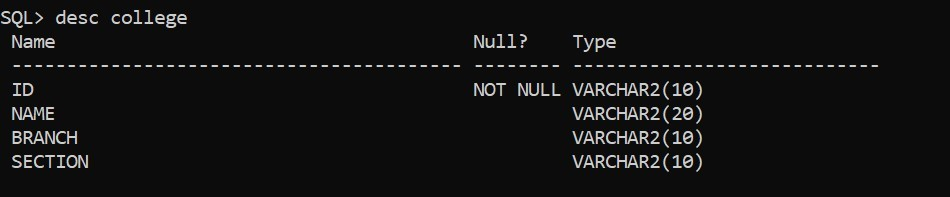 SQL> desc college
 Name                                      Null?    Type
 ----------------------------------------- -------- ----------------------------
 ID                                        NOT NULL VARCHAR2(10)
 NAME                                               VARCHAR2(20)
 BRANCH                                             VARCHAR2(10)
 SECTION                                            VARCHAR2(10)